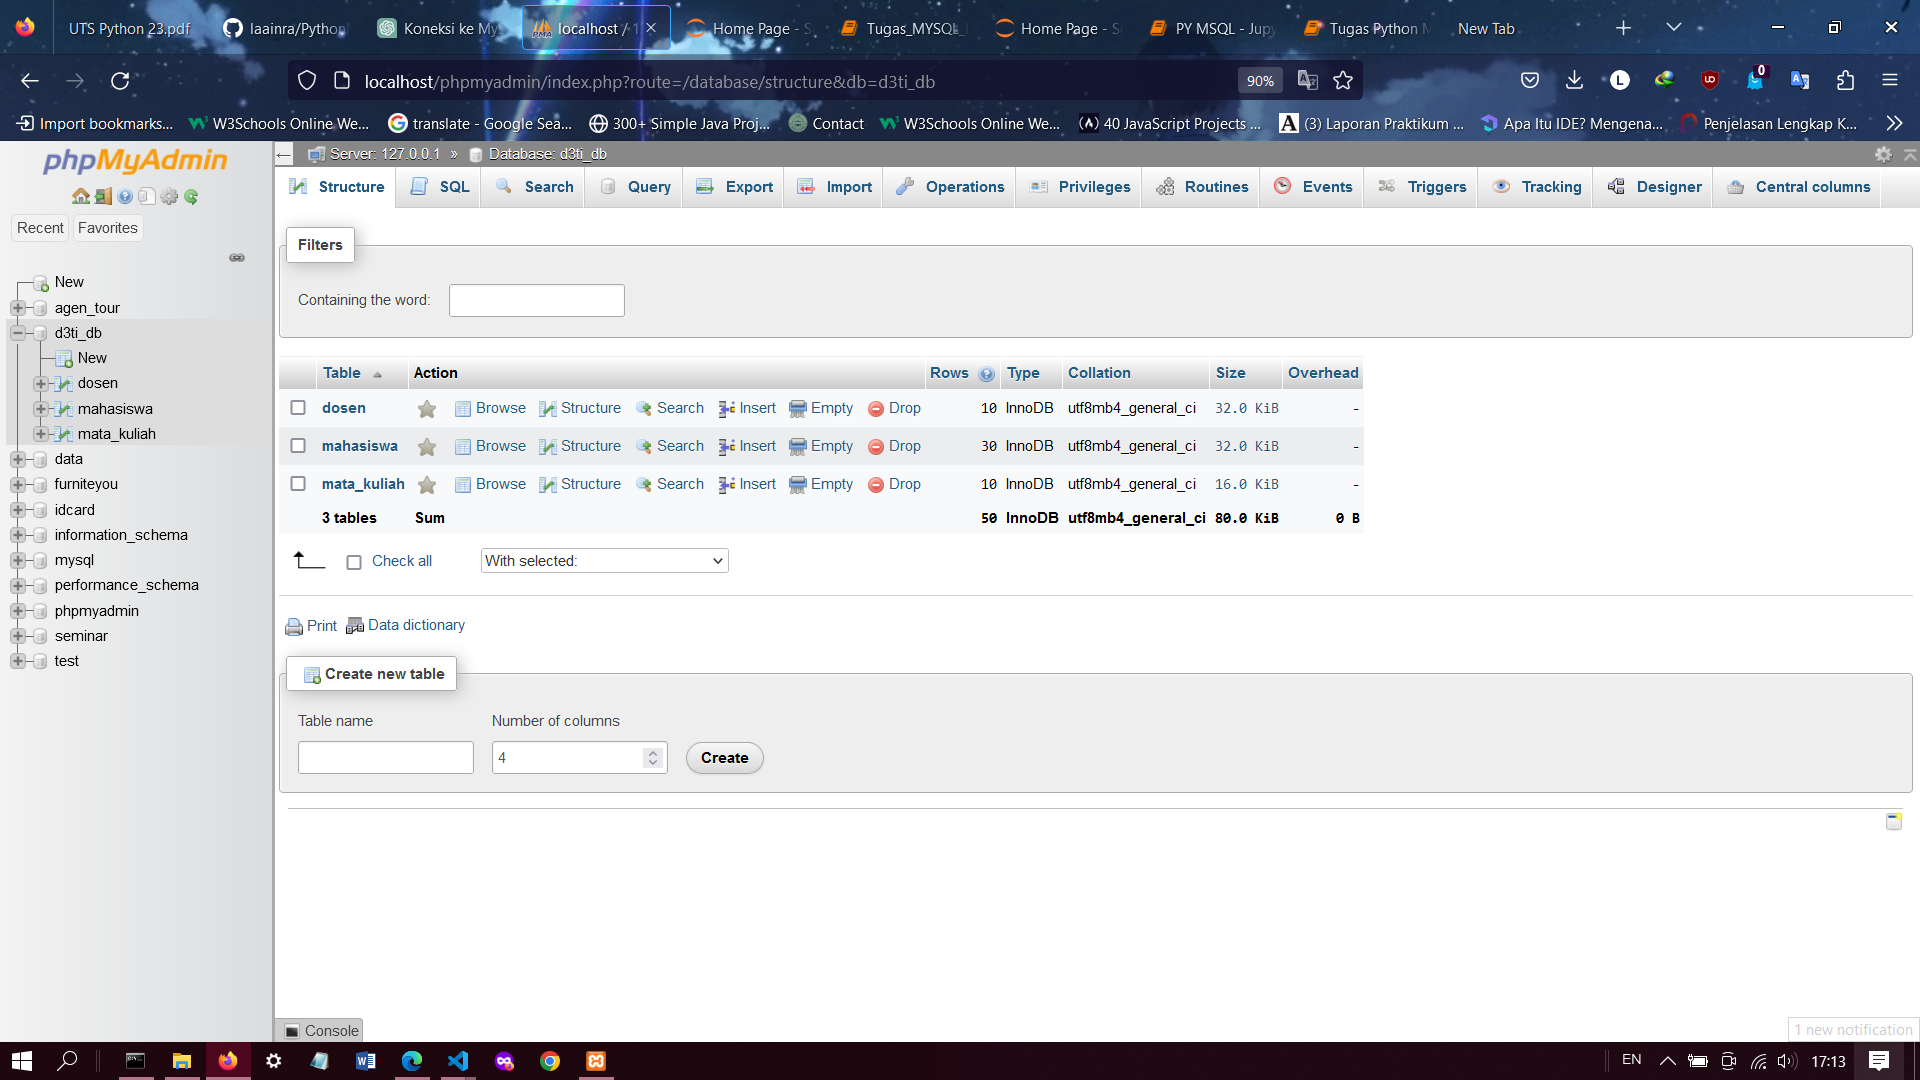 UTS Python 23.pdf
laainra/Python
Koneksi ke My
localhost / 1
Home Page - S
Tugas_MYSQL_
Home Page - S
PY MSQL - Jupy
Tugas Python M
New Tab
localhost/phpmyadmin/index.php?route=/database/structure&db=d3ti_db
90%
0
Import bookmarks...
W3Schools Online We...
translate - Google Sea...
300+ Simple Java Proj...
Contact
W3Schools Online We...
40 JavaScript Projects ...
(3) Laporan Praktikum ...
Apa Itu IDE? Mengena...
Penjelasan Lengkap K...
phpMyAdmin
Recent Favorites
New
agen_tour
d3ti_db
New
dosen
mahasiswa
mata_kuliah
data
furniteyou
idcard
information_schema
mysql
performance_schema
phpmyadmin
seminar
test
Server: 127.0.0.1 » Database: d3ti_db
Structure SQL Search Query Export Import Operations Privileges Routines Events Triggers Tracking Designer Central columns
Filters
Containing the word:
Table Action Rows Type Collation Size Overhead
dosen Browse Structure Search Insert Empty Drop 10 InnoDB utf8mb4_general_ci 32.0 KiB -
mahasiswa Browse Structure Search Insert Empty Drop 30 InnoDB utf8mb4_general_ci 32.0 KiB -
mata_kuliah Browse Structure Search Insert Empty Drop 10 InnoDB utf8mb4_general_ci 16.0 KiB -
3 tables Sum 50 InnoDB utf8mb4_general_ci 80.0 KiB 0 B
Check all With selected:
Print Data dictionary
Create new table
Table name Number of columns
4 Create
Console
1 new notification
EN 17:13